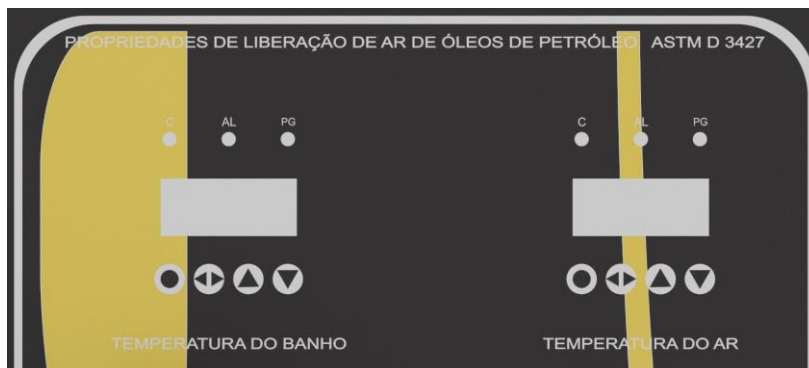 PROPRIEDADES DE LIBERAÇÃO DE AR DE ÓLEOS DE PETRÓLEO ASTM D 3427
C AL PG C AL PG
TEMPERATURA DO BANHO TEMPERATURA DO AR